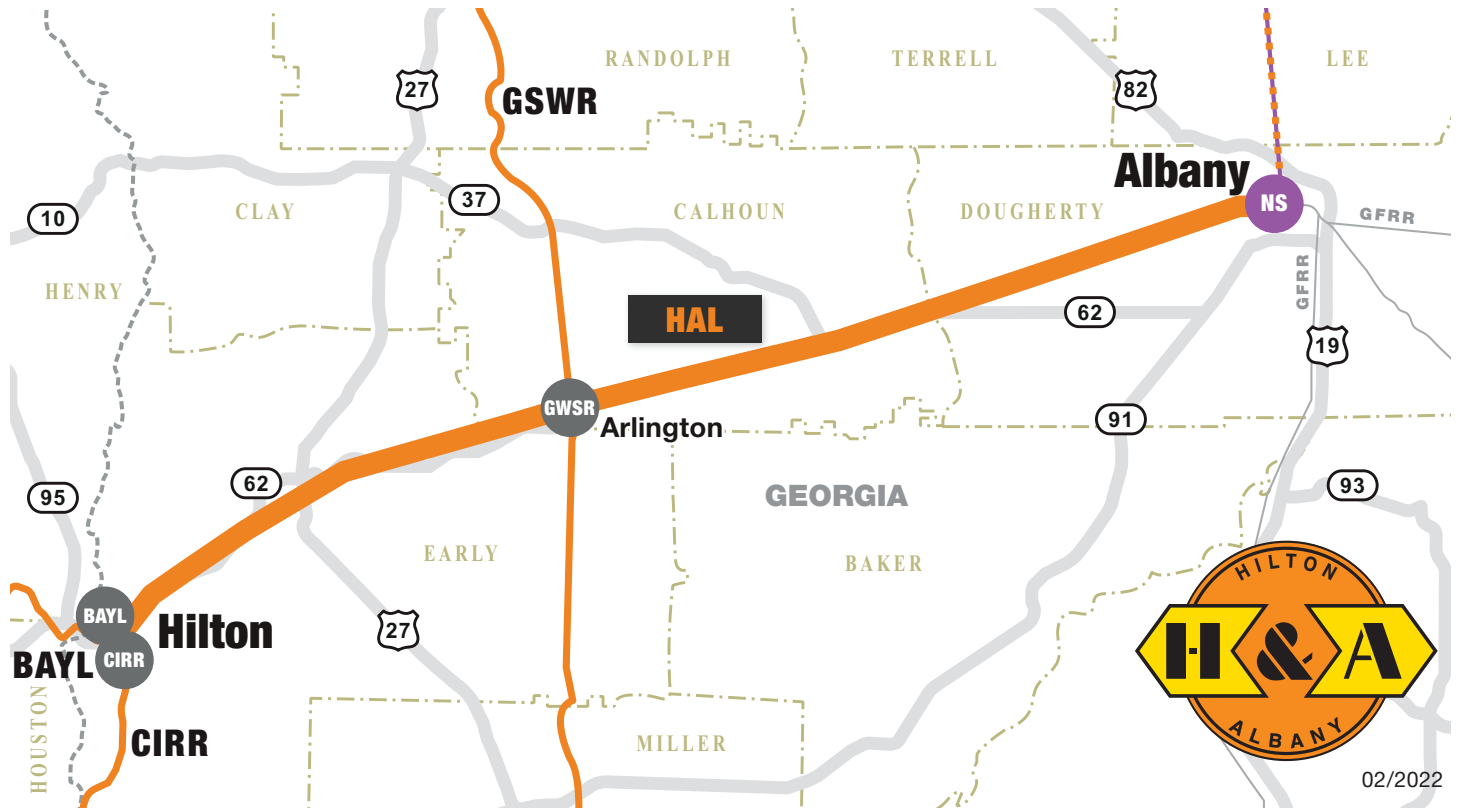 RANDOLPH
TERRELL
LEE
27
GSWR
82
Albany
NS
10
CLAY
37
CALHOUN
DOUGHERTY
GFRR
GFRR
HENRY
HAL
62
19
GWSR
Arlington
91
95
62
GEORGIA
93
EARLY
BAKER
BAYL
Hilton
27
BAYL
CIRR
HOUSTON
CIRR
MILLER
HILTON
H & A
ALBANY
02/2022